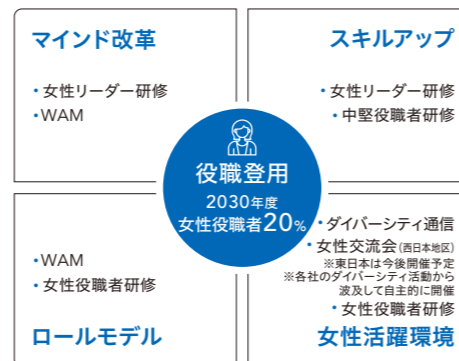 マインド改革
・女性リーダー研修
・WAM
スキルアップ
・女性リーダー研修
・中堅役職者研修
役職登用
2030年度
女性役職者20%
・WAM
・女性役職者研修
ロールモデル
・ダイバーシティ通信
・女性交流会(西日本地区)
※東日本は今後開催予定
※各社のダイバーシティ活動から
波及して自主的に開催
・女性役職者研修
女性活躍環境